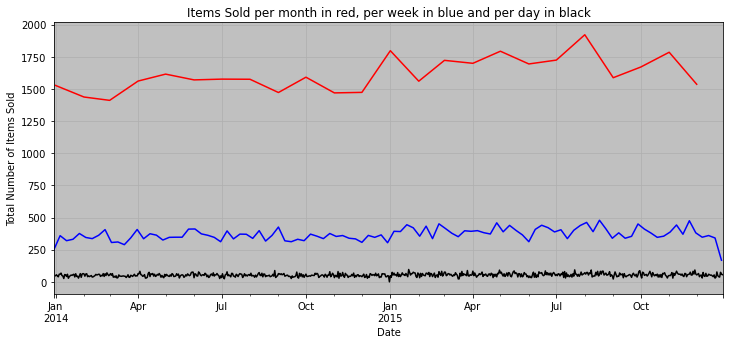 Items Sold per month in red, per week in blue and per day in black
Total Number of Items Sold
2000
1750
1500
1250
1000
750
500
250
0
Jan Apr Jul Oct Jan Apr Jul Oct
2014 2015
Date